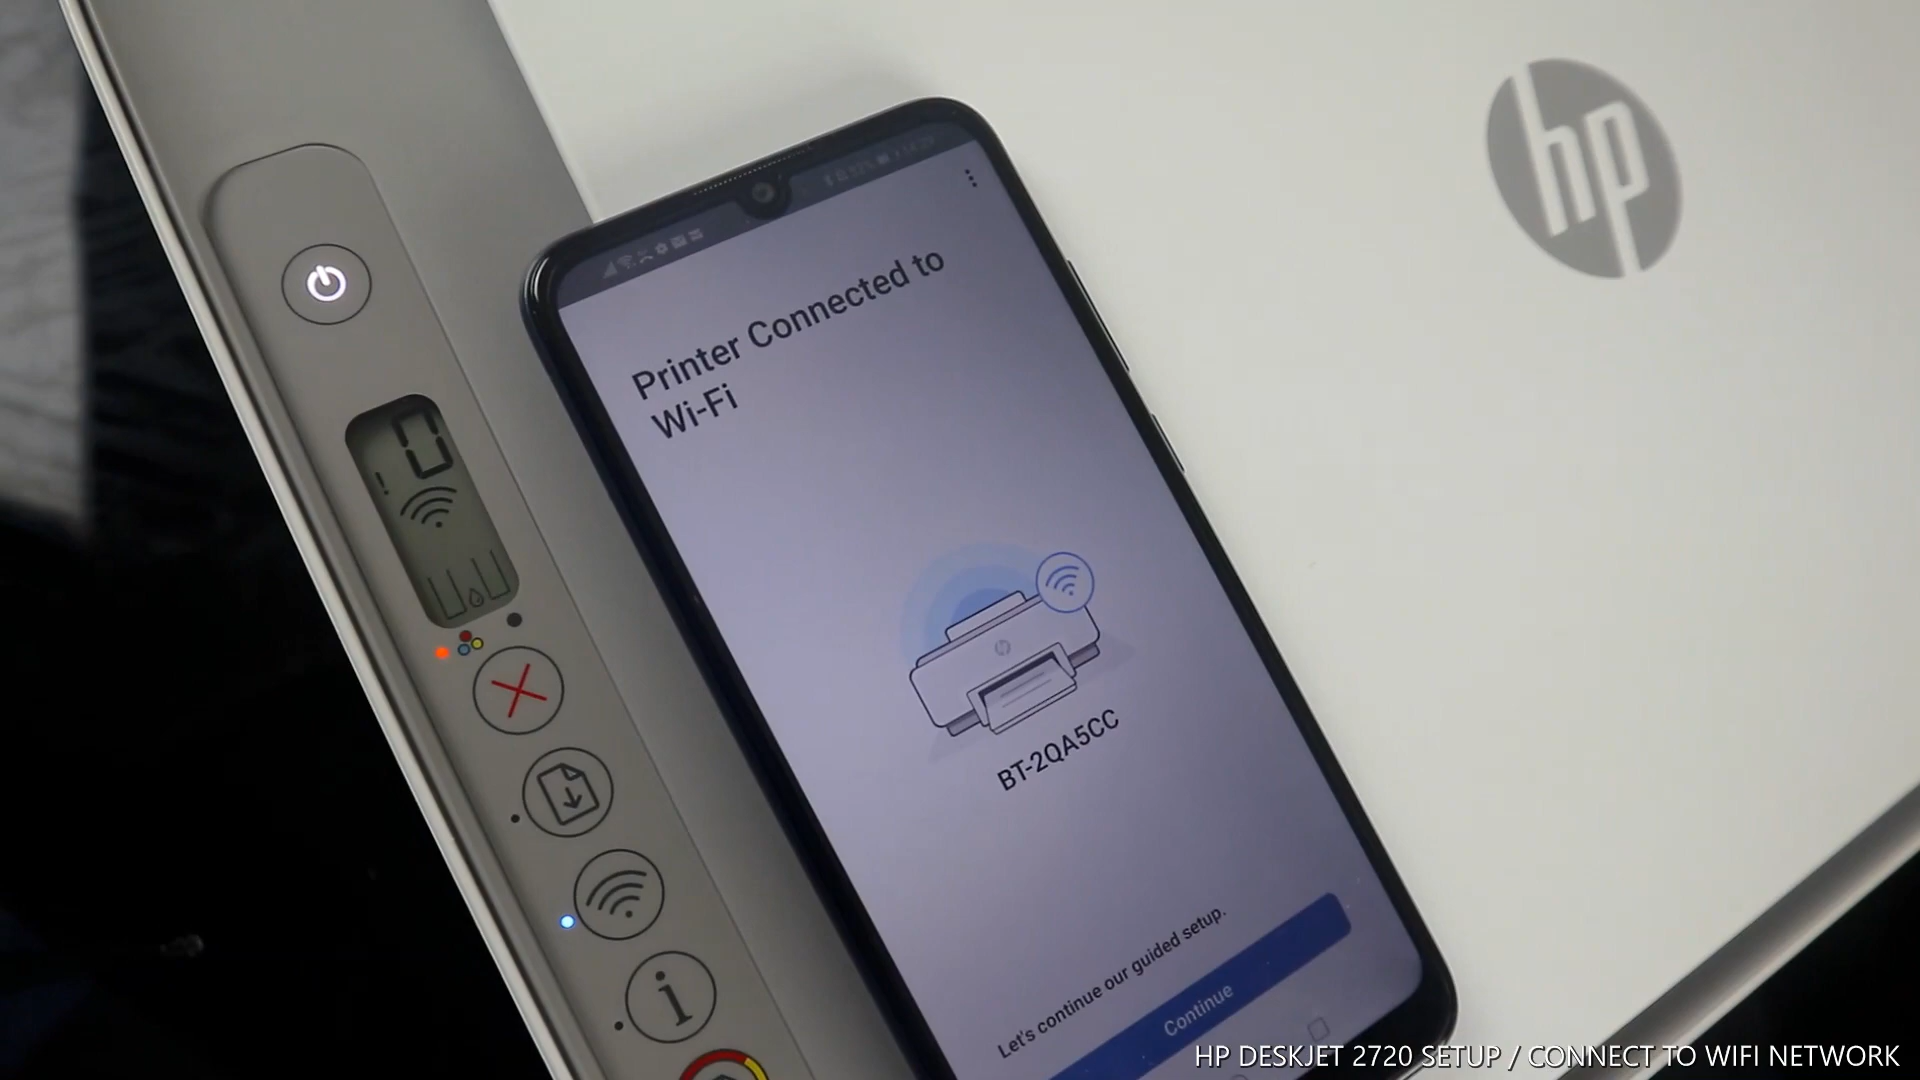 hp
Printer Connected to
Wi-Fi
0
!
BT-2QA5CC
Let's continue our guided setup.
Continue
i
HP DESKJET 2720 SETUP / CONNECT TO WIFI NETWORK